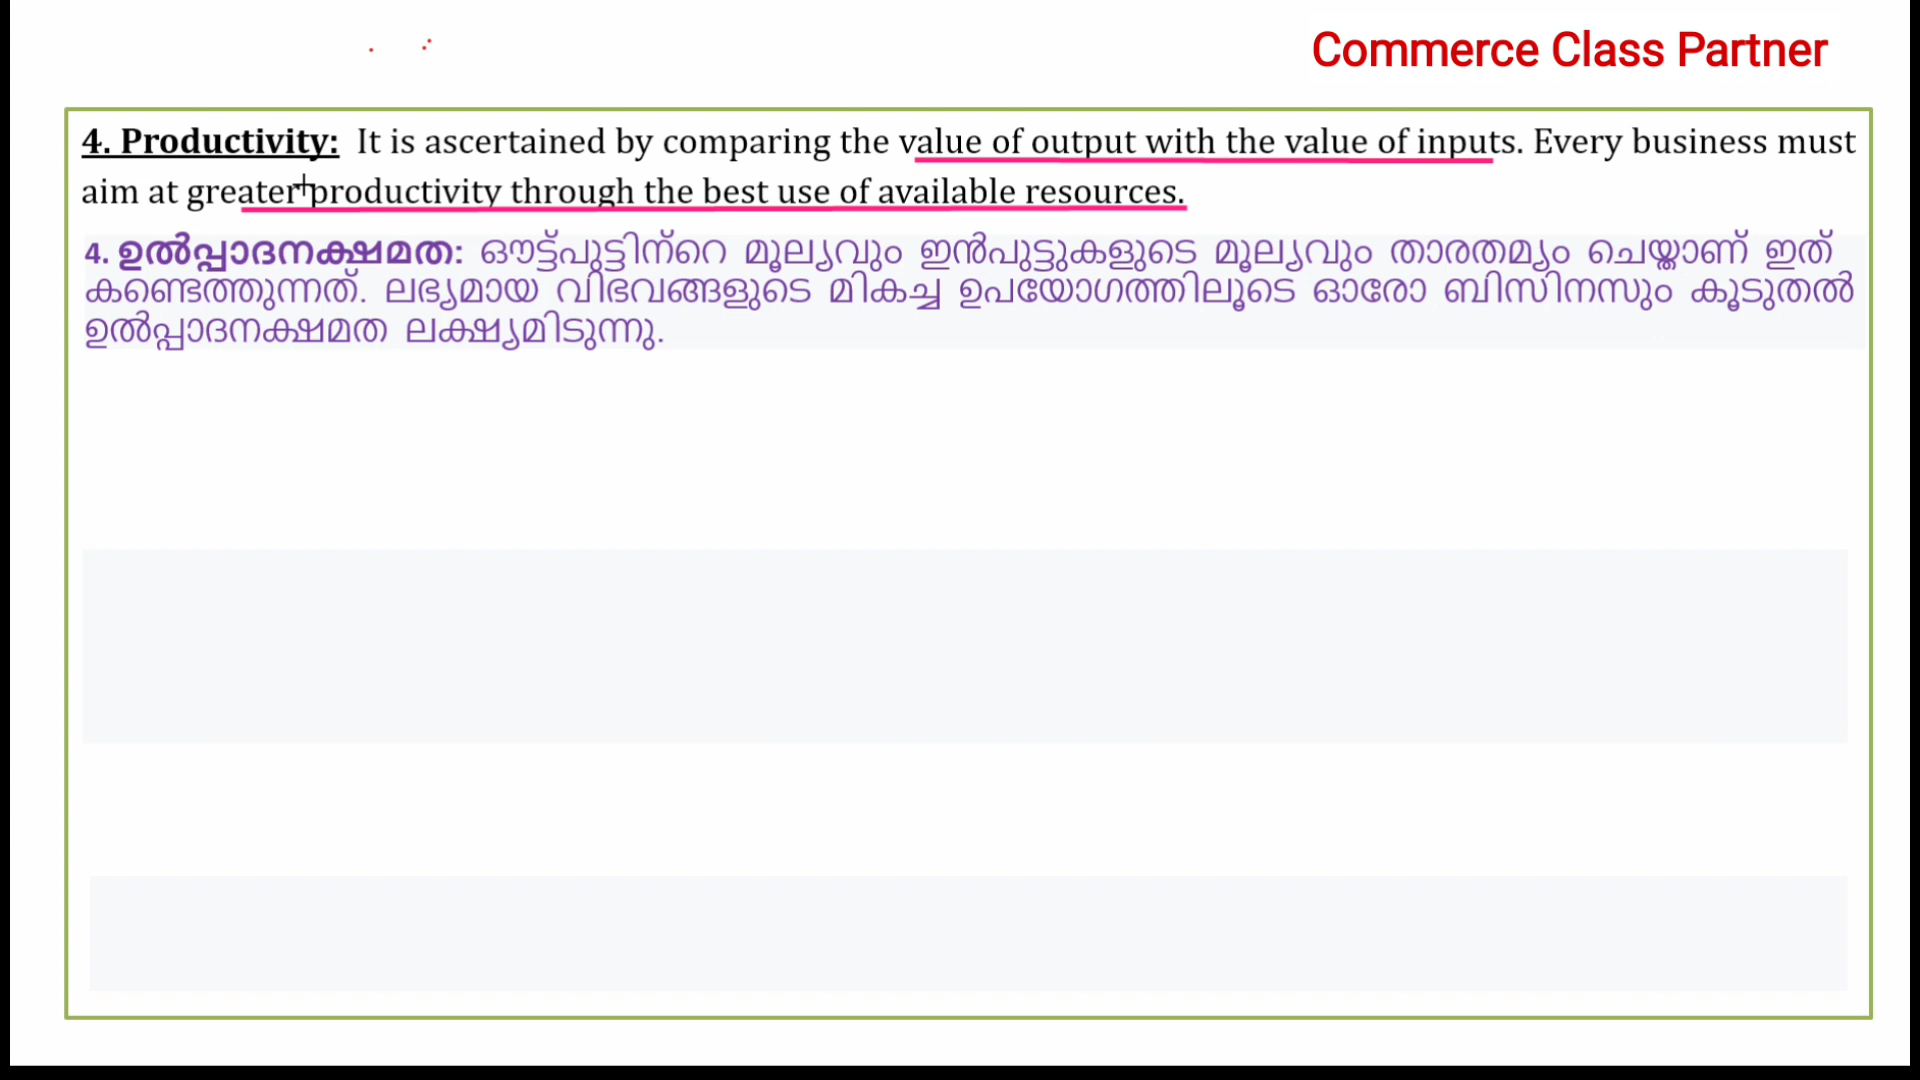 Commerce Class Partner
4. Productivity: It is ascertained by comparing the value of output with the value of inputs. Every business must
aim at greater productivity through the best use of available resources.
4. ഉൽപ്പാദനക്ഷമത: ഔട്ട്പുട്ടിന്റെ മൂല്യവും ഇൻപുട്ടുകളുടെ മൂല്യവും താരതമ്യം ചെയ്താണ് ഇത്
കണ്ടെത്തുന്നത്. ലഭ്യമായ വിഭവങ്ങളുടെ മികച്ച ഉപയോഗത്തിലൂടെ ഓരോ ബിസിനസും കൂടുതൽ
ഉൽപ്പാദനക്ഷമത ലക്ഷ്യമിടുന്നു.